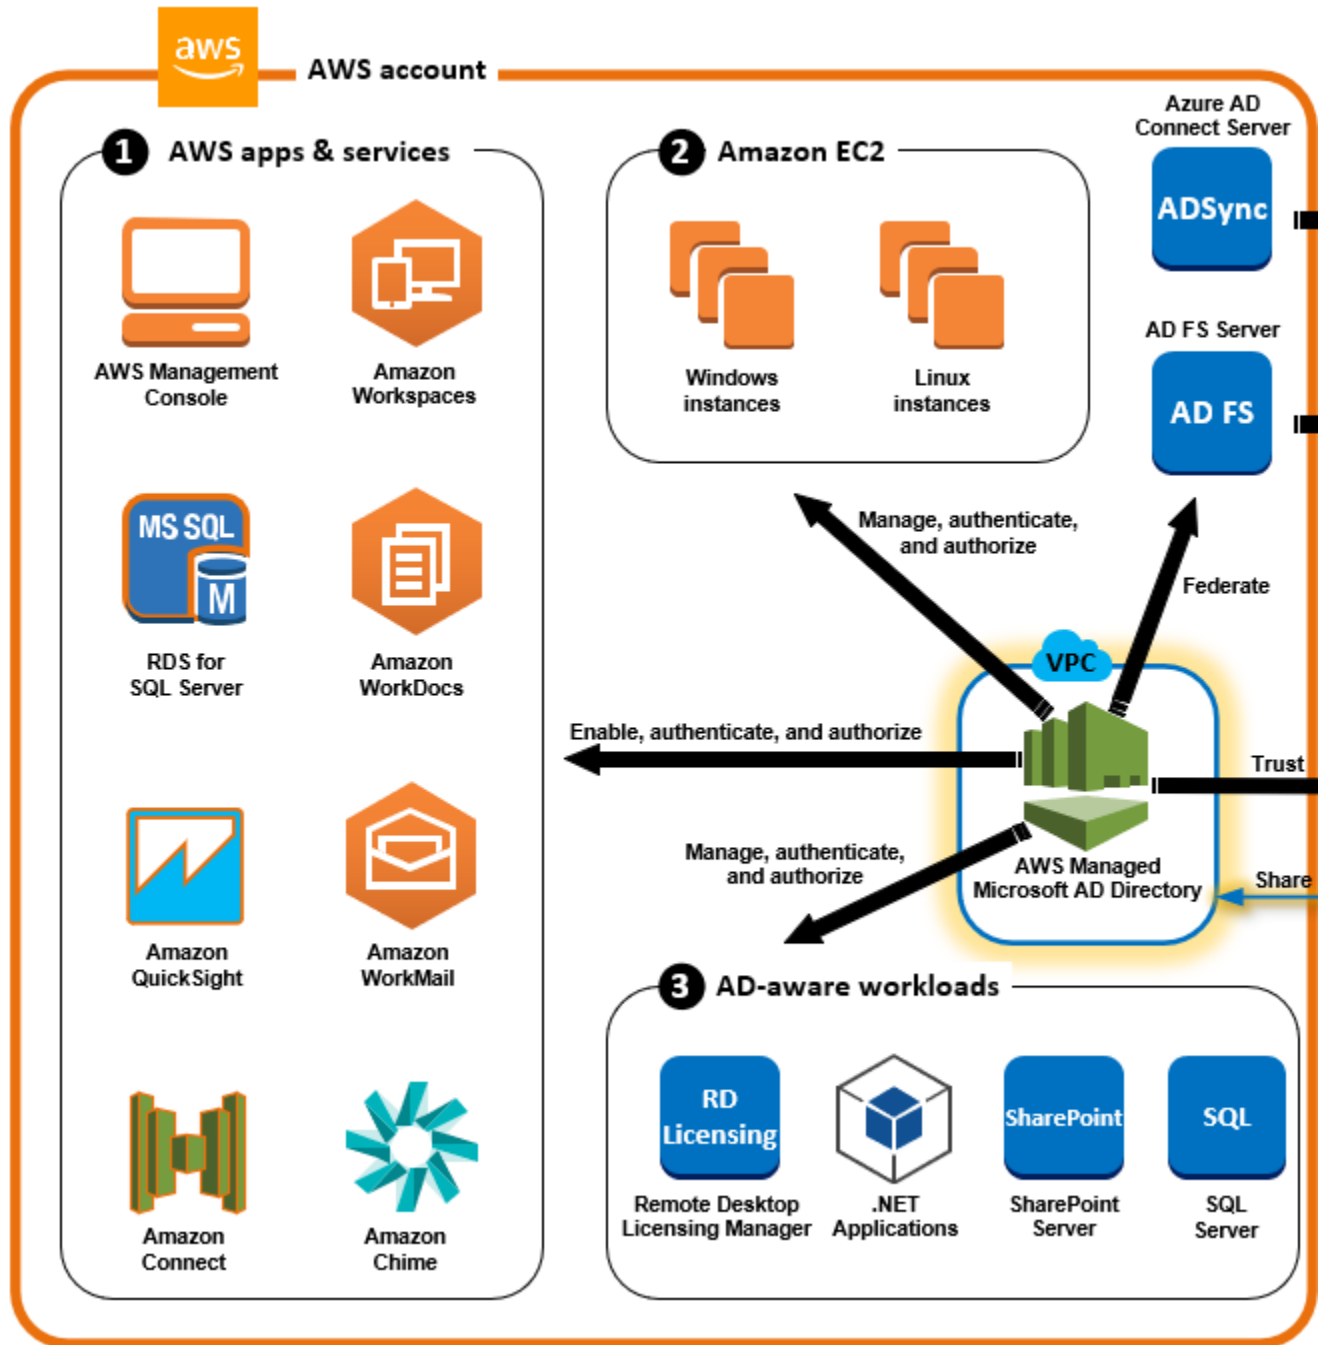 aws
AWS account
1 AWS apps & services
AWS Management
Console
Amazon
Workspaces
MS SQL
M
RDS for
SQL Server
Amazon
WorkDocs
Amazon
QuickSight
Amazon
WorkMail
Amazon
Connect
Amazon
Chime
2 Amazon EC2
Windows
instances
Linux
instances
Azure AD
Connect Server
ADSync
AD FS Server
AD FS
Manage, authenticate,
and authorize
Federate
VPC
Enable, authenticate, and authorize
Trust
Manage, authenticate,
and authorize
AWS Managed
Microsoft AD Directory
Share
3 AD-aware workloads
RD
Licensing
Remote Desktop
Licensing Manager
.NET
Applications
SharePoint
SharePoint
Server
SQL
SQL
Server